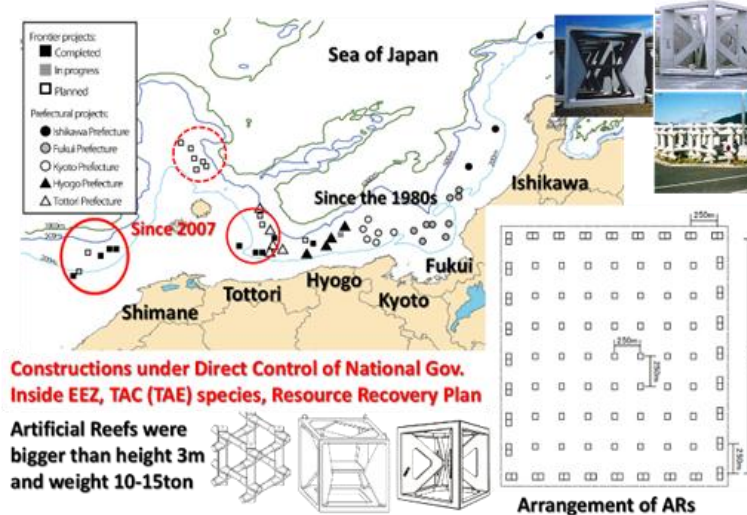 Frontier projects:
Completed
In progress
Planned
Prefectural projects:
Ishikawa Prefecture
Fukui Prefecture
Kyoto Prefecture
Hyogo Prefecture
Tottori Prefecture
Sea of Japan
Since the 1980s
Ishikawa
Since 2007
Fukui
Hyogo
Tottori
Kyoto
Shimane
Constructions under Direct Control of National Gov.
Inside EEZ, TAC (TAE) species, Resource Recovery Plan
Artificial Reefs were
bigger than height 3m
and weight 10-15ton
250m
250m
250m
250m
Arrangement of ARs